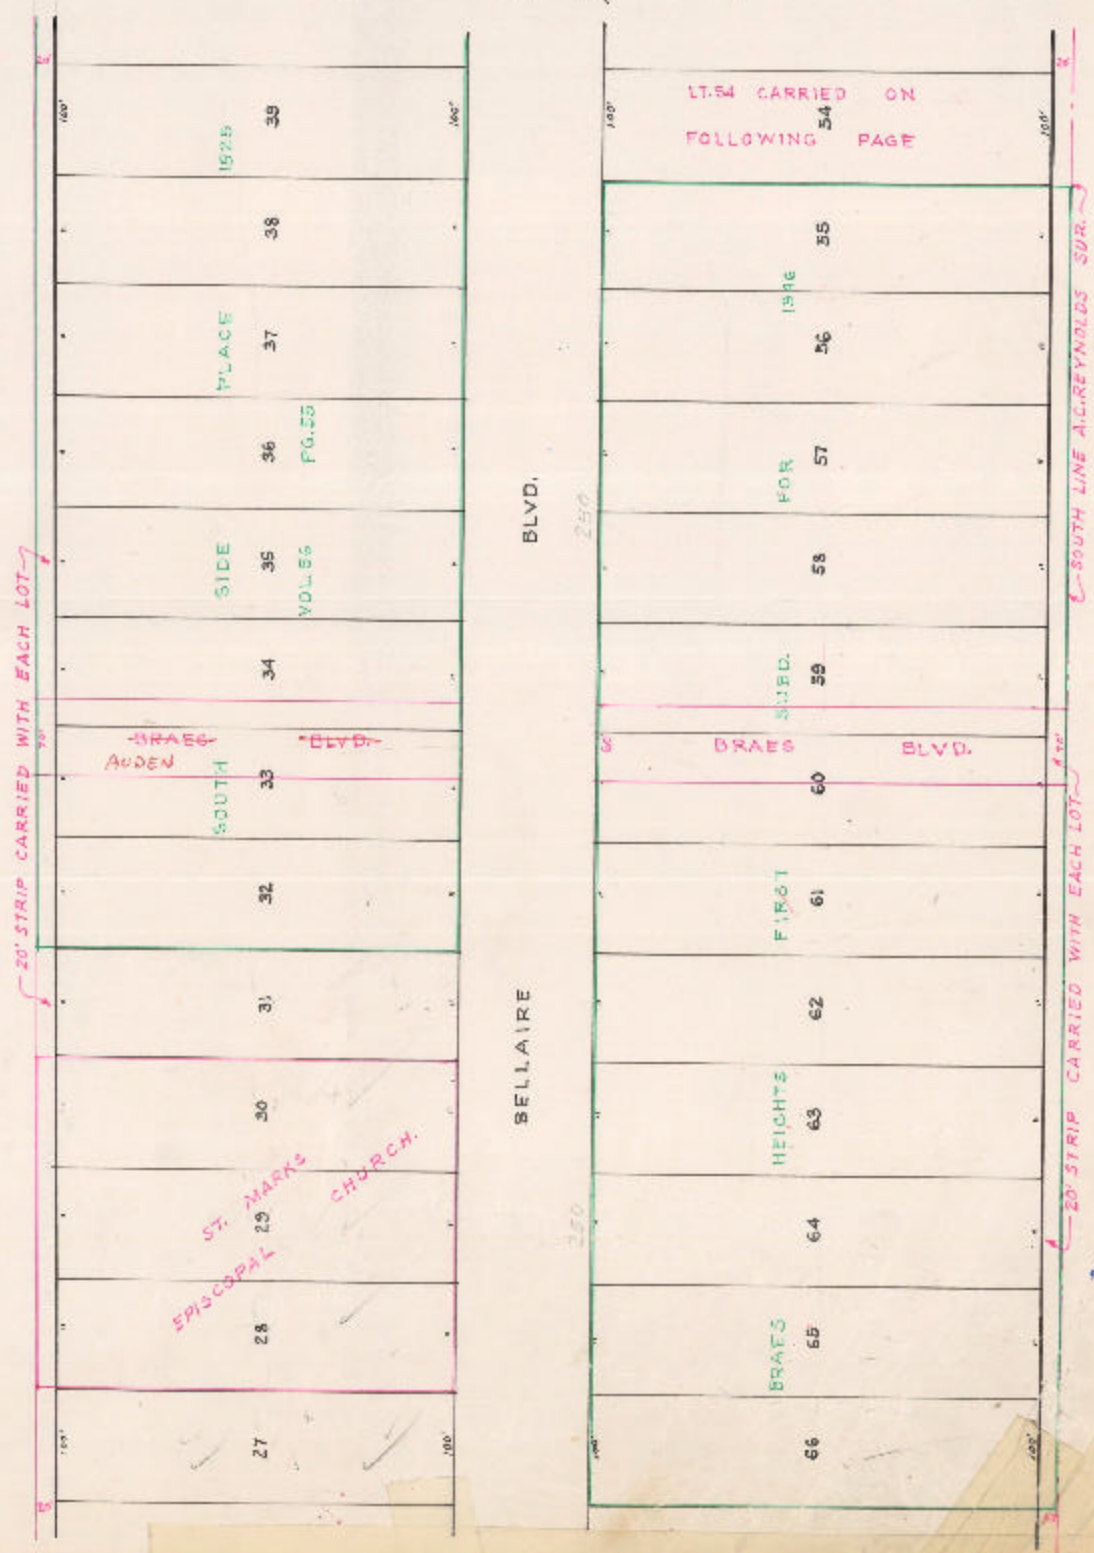 LT.54 CARRIED ON
FOLLOWING PAGE
54
100'
100'
55
56
57
58
59
60
61
62
63
64
65
66
100'
100'
BRAES HEIGHTS FIRST SUBD. FOR 1946
BRAES BLVD.
SOUTH LINE A.C. REYNOLDS SUR.
20' STRIP CARRIED WITH EACH LOT
BELLAIRE BLVD.
250
250
100'
100'
39
38
37
36
35
34
33
32
31
30
29
28
27
100'
100'
SOUTH SIDE PLACE 1925
VOL.56 PG.55
BRAES BLVD.
AUDEN
ST. MARKS
EPISCOPAL CHURCH.
20' STRIP CARRIED WITH EACH LOT